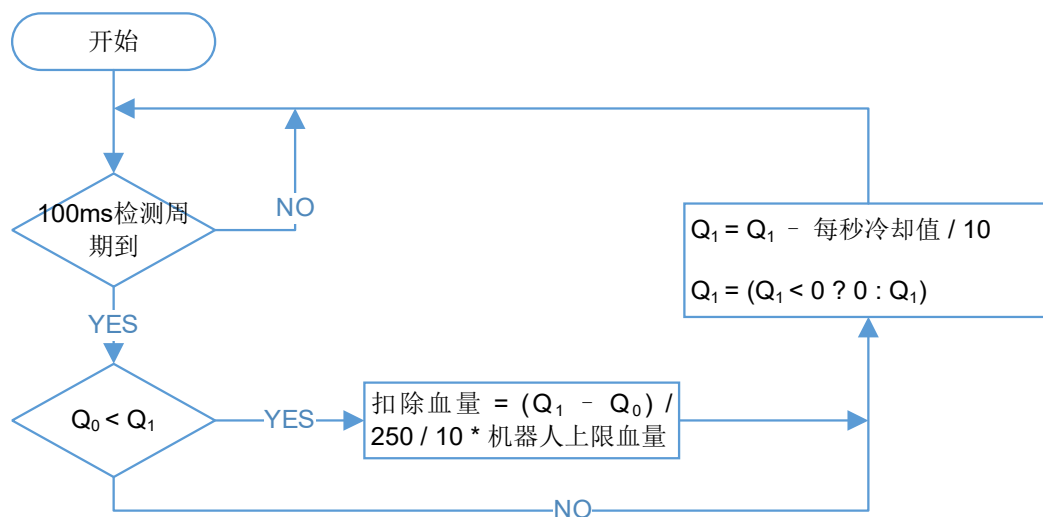 开始
100ms检测周
期到
NO
YES
Q₀ < Q₁
YES
扣除血量 = (Q₁ - Q₀) /
250 / 10 * 机器人上限血量
NO
Q₁ = Q₁ - 每秒冷却值 / 10
Q₁ = (Q₁ < 0 ? 0 : Q₁)